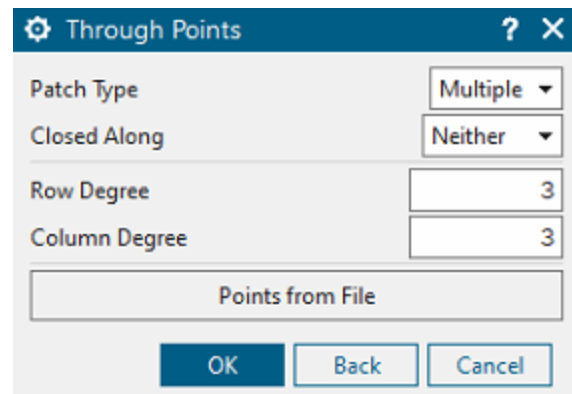 Through Points ?
Patch Type Multiple
Closed Along Neither
Row Degree 3
Column Degree 3
Points from File
OK Back Cancel